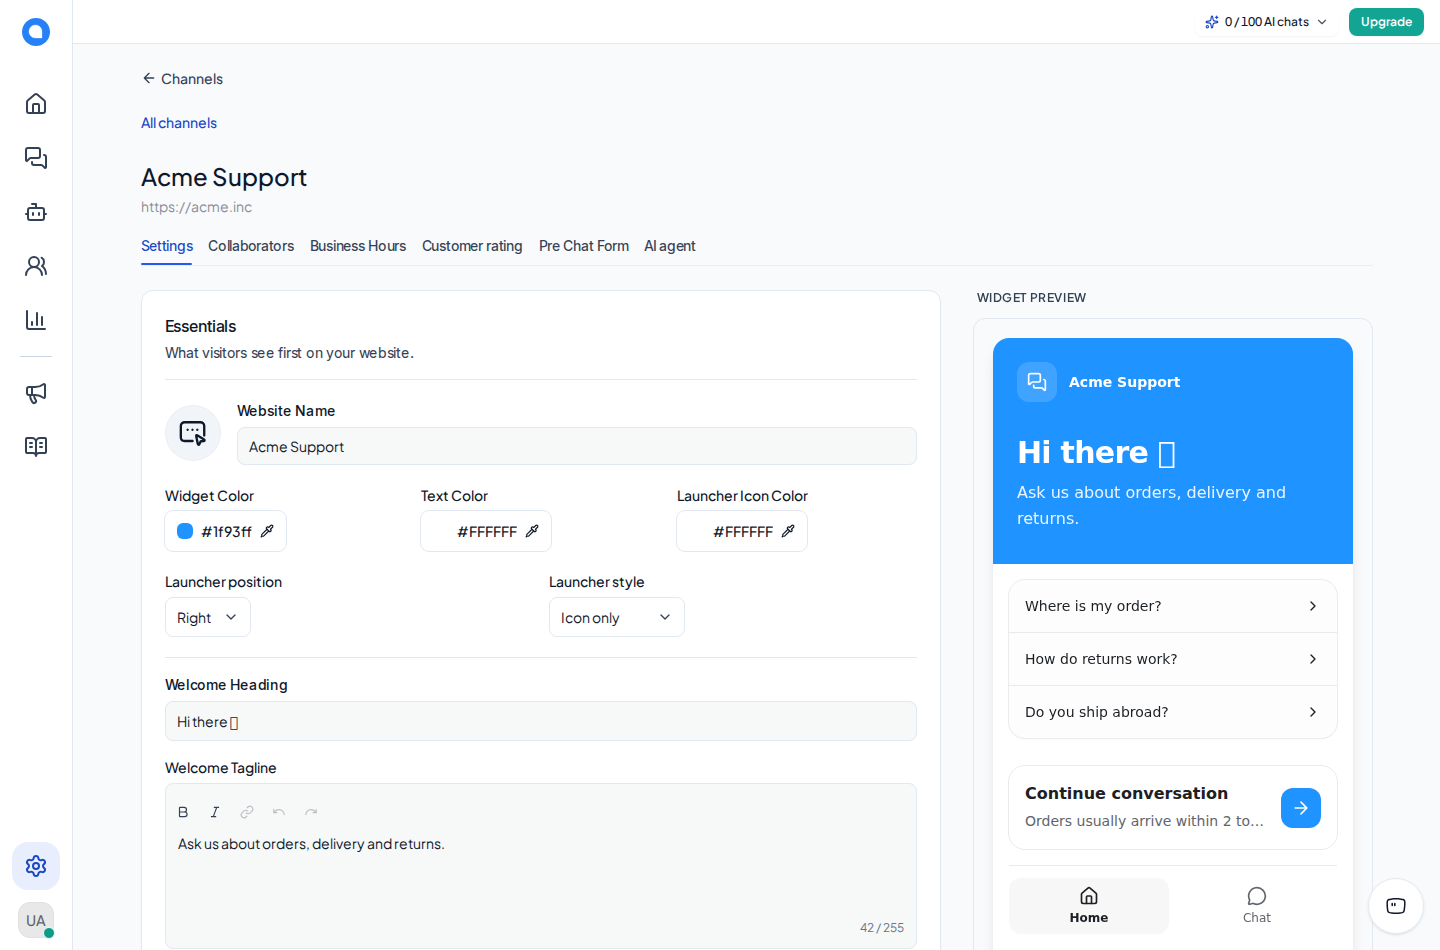 0 / 100 AI chats
Upgrade
Channels
All channels
Acme Support
https://acme.inc
Settings
Collaborators
Business Hours
Customer rating
Pre Chat Form
AI agent
Essentials
What visitors see first on your website.
Website Name
Acme Support
Widget Color
Text Color
Launcher Icon Color
#1f93ff
#FFFFFF
#FFFFFF
Launcher position
Launcher style
Right
Icon only
Welcome Heading
Hi there
Welcome Tagline
B
I
Ask us about orders, delivery and returns.
42 / 255
UA
WIDGET PREVIEW
Acme Support
Hi there
Ask us about orders, delivery and
returns.
Where is my order?
How do returns work?
Do you ship abroad?
Continue conversation
Orders usually arrive within 2 to...
Home
Chat